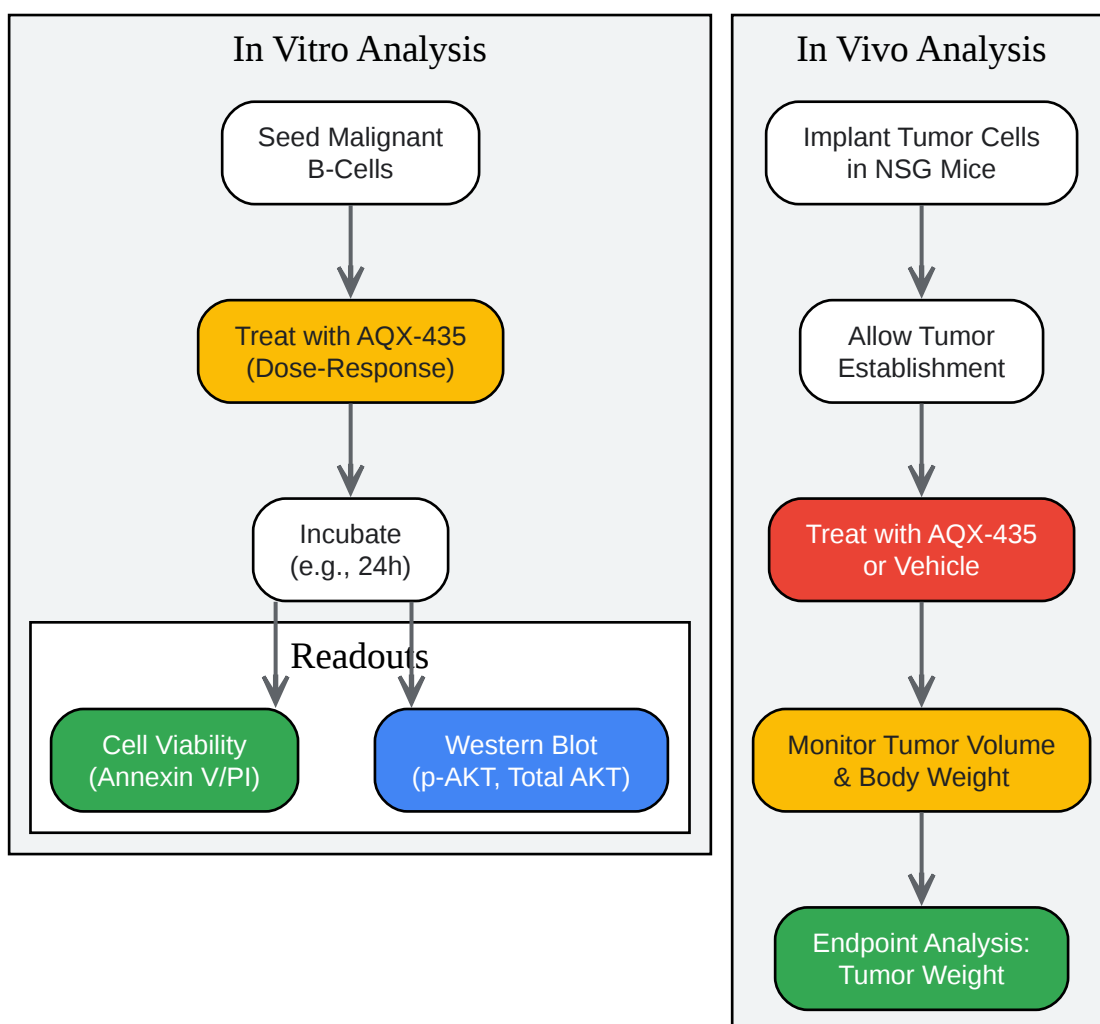 In Vitro Analysis
Seed Malignant
B-Cells
Treat with AQX-435
(Dose-Response)
Incubate
(e.g., 24h)
Readouts
Cell Viability
(Annexin V/PI)
Western Blot
(p-AKT, Total AKT)
In Vivo Analysis
Implant Tumor Cells
in NSG Mice
Allow Tumor
Establishment
Treat with AQX-435
or Vehicle
Monitor Tumor Volume
& Body Weight
Endpoint Analysis:
Tumor Weight